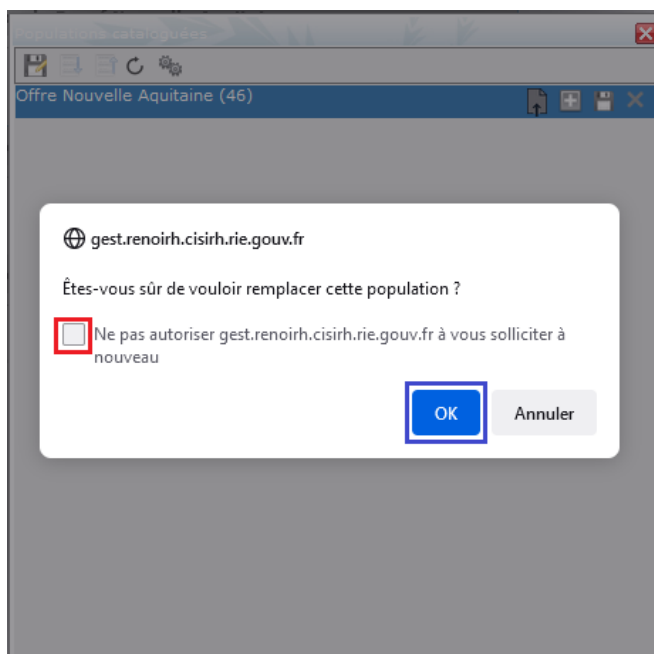 Populations cataloguées
Offre Nouvelle Aquitaine (46)
gest.renoirh.cisirh.rie.gouv.fr
Êtes-vous sûr de vouloir remplacer cette population ?
Ne pas autoriser gest.renoirh.cisirh.rie.gouv.fr à vous solliciter à
nouveau
OK Annuler